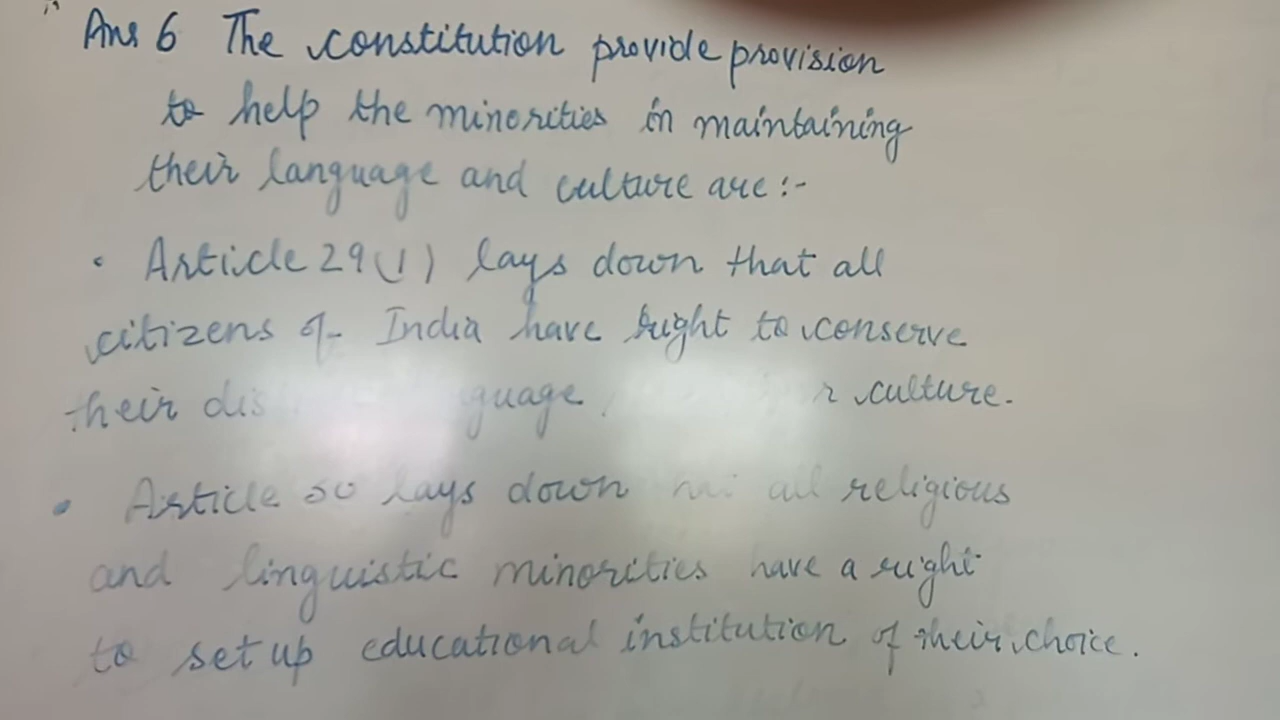 Ans 6 The constitution provide provision
to help the minorities in maintaining
their language and culture are :-
• Article 29(1) lays down that all
citizens of India have right to conserve
their culture.
• Article lays down all religious
and linguistic minorities have a right
to set up educational institution of their choice.